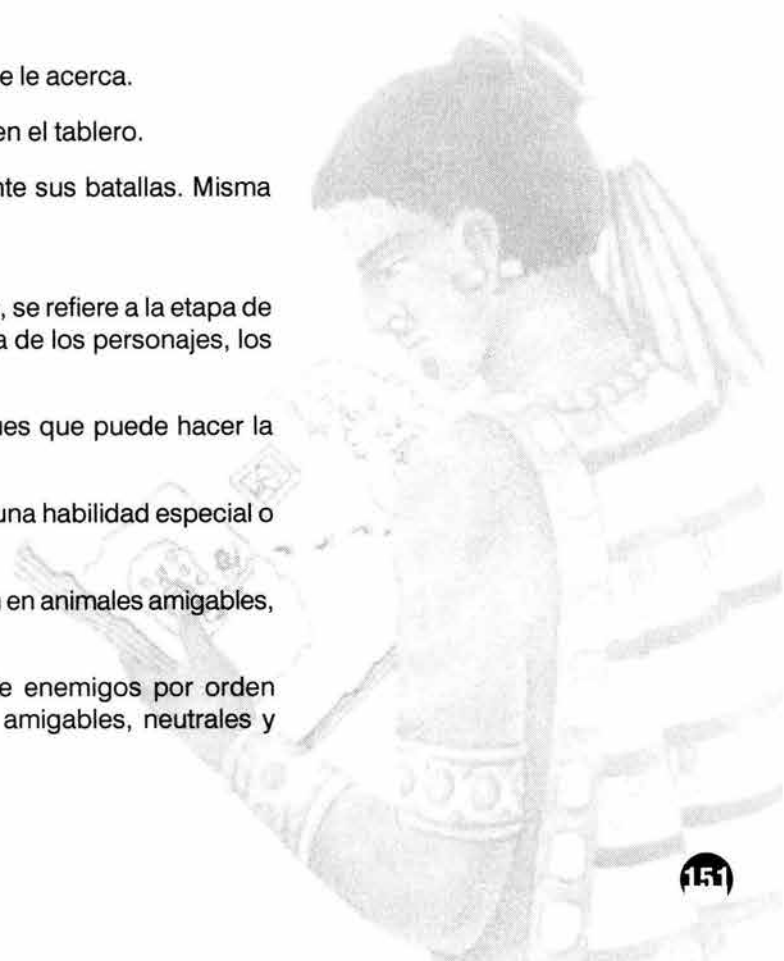 e le acerca.
en el tablero.
nte sus batallas. Misma
, se refiere a la etapa de
a de los personajes, los
ues que puede hacer la
una habilidad especial o
n en animales amigables,
e enemigos por orden
amigables, neutrales y
151